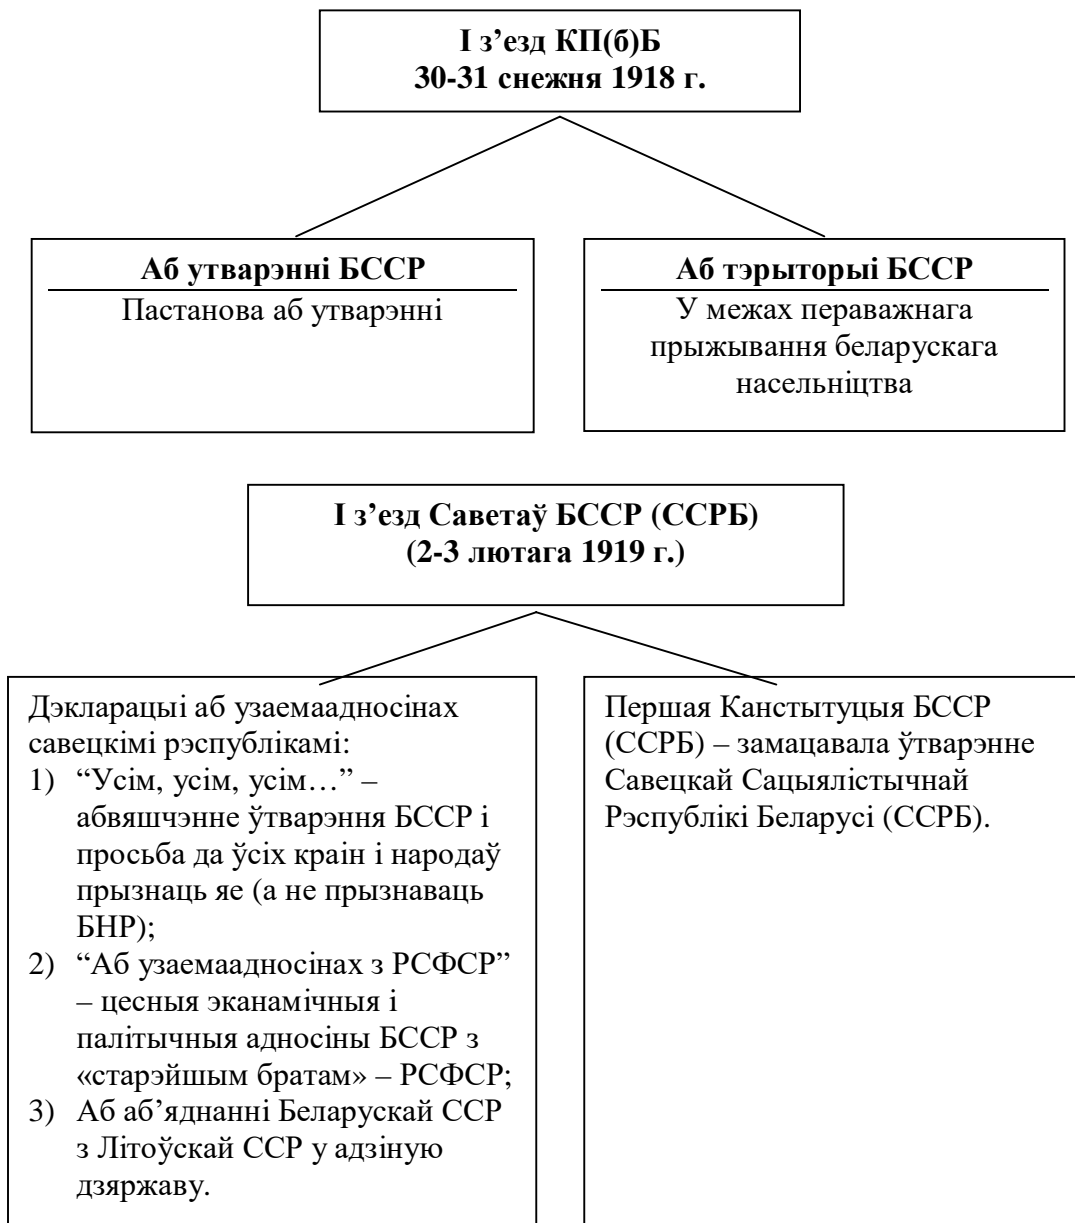 І з’езд КП(б)Б
30-31 снежня 1918 г.
Аб утварэнні БССР
Пастанова аб утварэнні
Аб тэрыторыі БССР
У межах пераважнага
прыжывання беларускага
насельніцтва
І з’езд Саветаў БССР (ССРБ)
(2-3 лютага 1919 г.)
Дэкларацыі аб узаемаадносінах
савецкімі рэспублікамі:
1) “Усім, усім, усім…” –
абвяшчэнне ўтварэння БССР і
просьба да ўсіх краін і народаў
прызнаць яе (а не прызнаваць
БНР);
2) “Аб узаемаадносінах з РСФСР”
– цесныя эканамічныя і
палітычныя адносіны БССР з
«старэйшым братам» – РСФСР;
3) Аб аб’яднанні Беларускай ССР
з Літоўскай ССР у адзіную
дзяржаву.
Першая Канстытуцыя БССР
(ССРБ) – замацавала ўтварэнне
Савецкай Сацыялістычнай
Рэспублікі Беларусі (ССРБ).